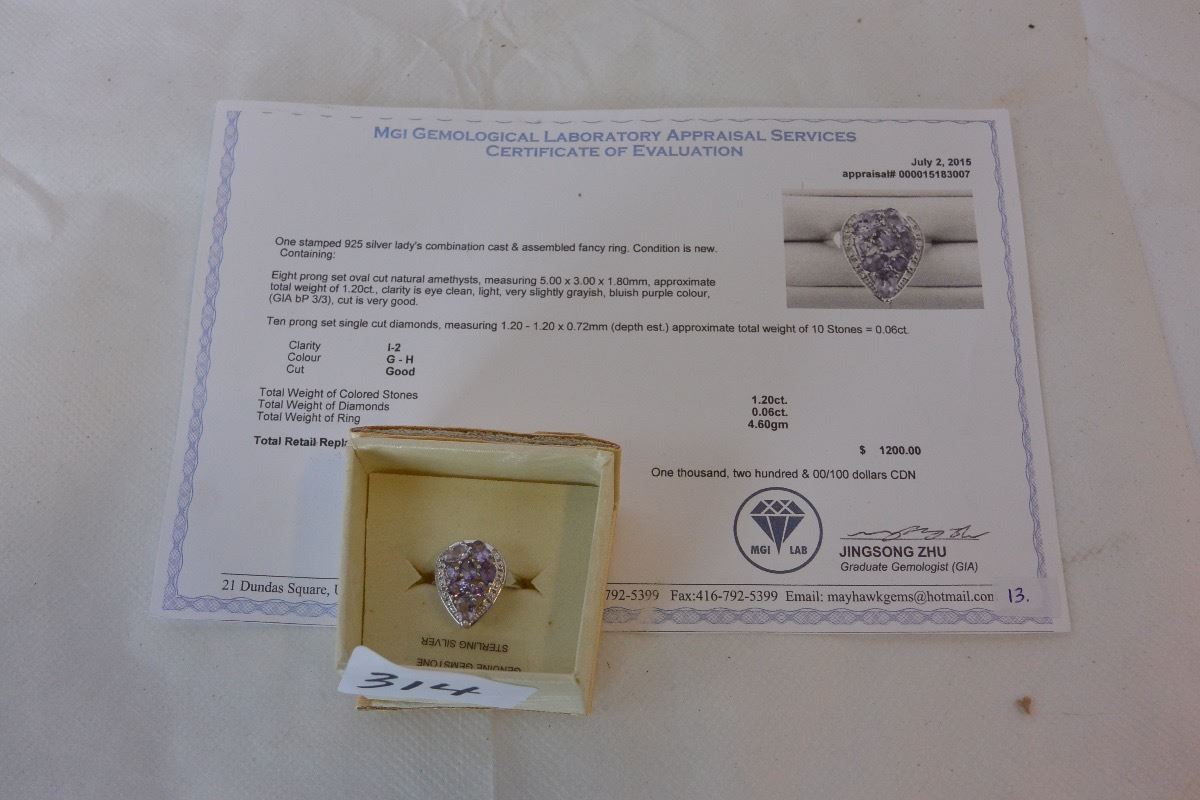 MGI GEMOLOGICAL LABORATORY APPRAISAL SERVICES
CERTIFICATE OF EVALUATION
July 2, 2015
appraisal# 000015183007
One stamped 925 silver lady's combination cast & assembled fancy ring. Condition is new.
Containing:
Eight prong set oval cut natural amethysts, measuring 5.00 x 3.00 x 1.80mm, approximate
total weight of 1.20ct., clarity is eye clean, light, very slightly grayish, bluish purple colour,
(GIA bP 3/3), cut is very good.
Ten prong set single cut diamonds, measuring 1.20 - 1.20 x 0.72mm (depth est.) approximate total weight of 10 Stones = 0.06ct.
Clarity I-2
Colour G - H
Cut Good
Total Weight of Colored Stones 1.20ct.
Total Weight of Diamonds 0.06ct.
Total Weight of Ring 4.60gm
Total Retail $ 1200.00
One thousand, two hundred & 00/100 dollars CDN
MGI LAB
JINGSONG ZHU
Graduate Gemologist (GIA)
21 Dundas Square, 792-5399 Fax:416-792-5399 Email: mayhawkgems@hotmail.con 13.
STERLING SILVER
GENUINE GEMSTONE
314